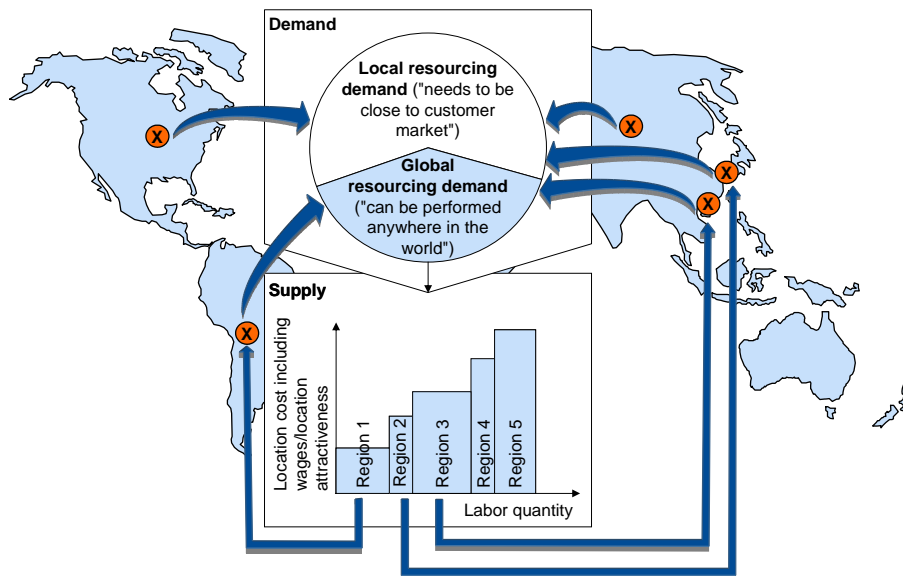 Demand
Local resourcing
demand ("needs to be
close to customer
market")
Global
resourcing demand
("can be performed
anywhere in the
world")
X
X
X
X
X
Supply
Location cost including
wages/location
attractiveness
Region 1
Region 2
Region 3
Region 4
Region 5
Labor quantity